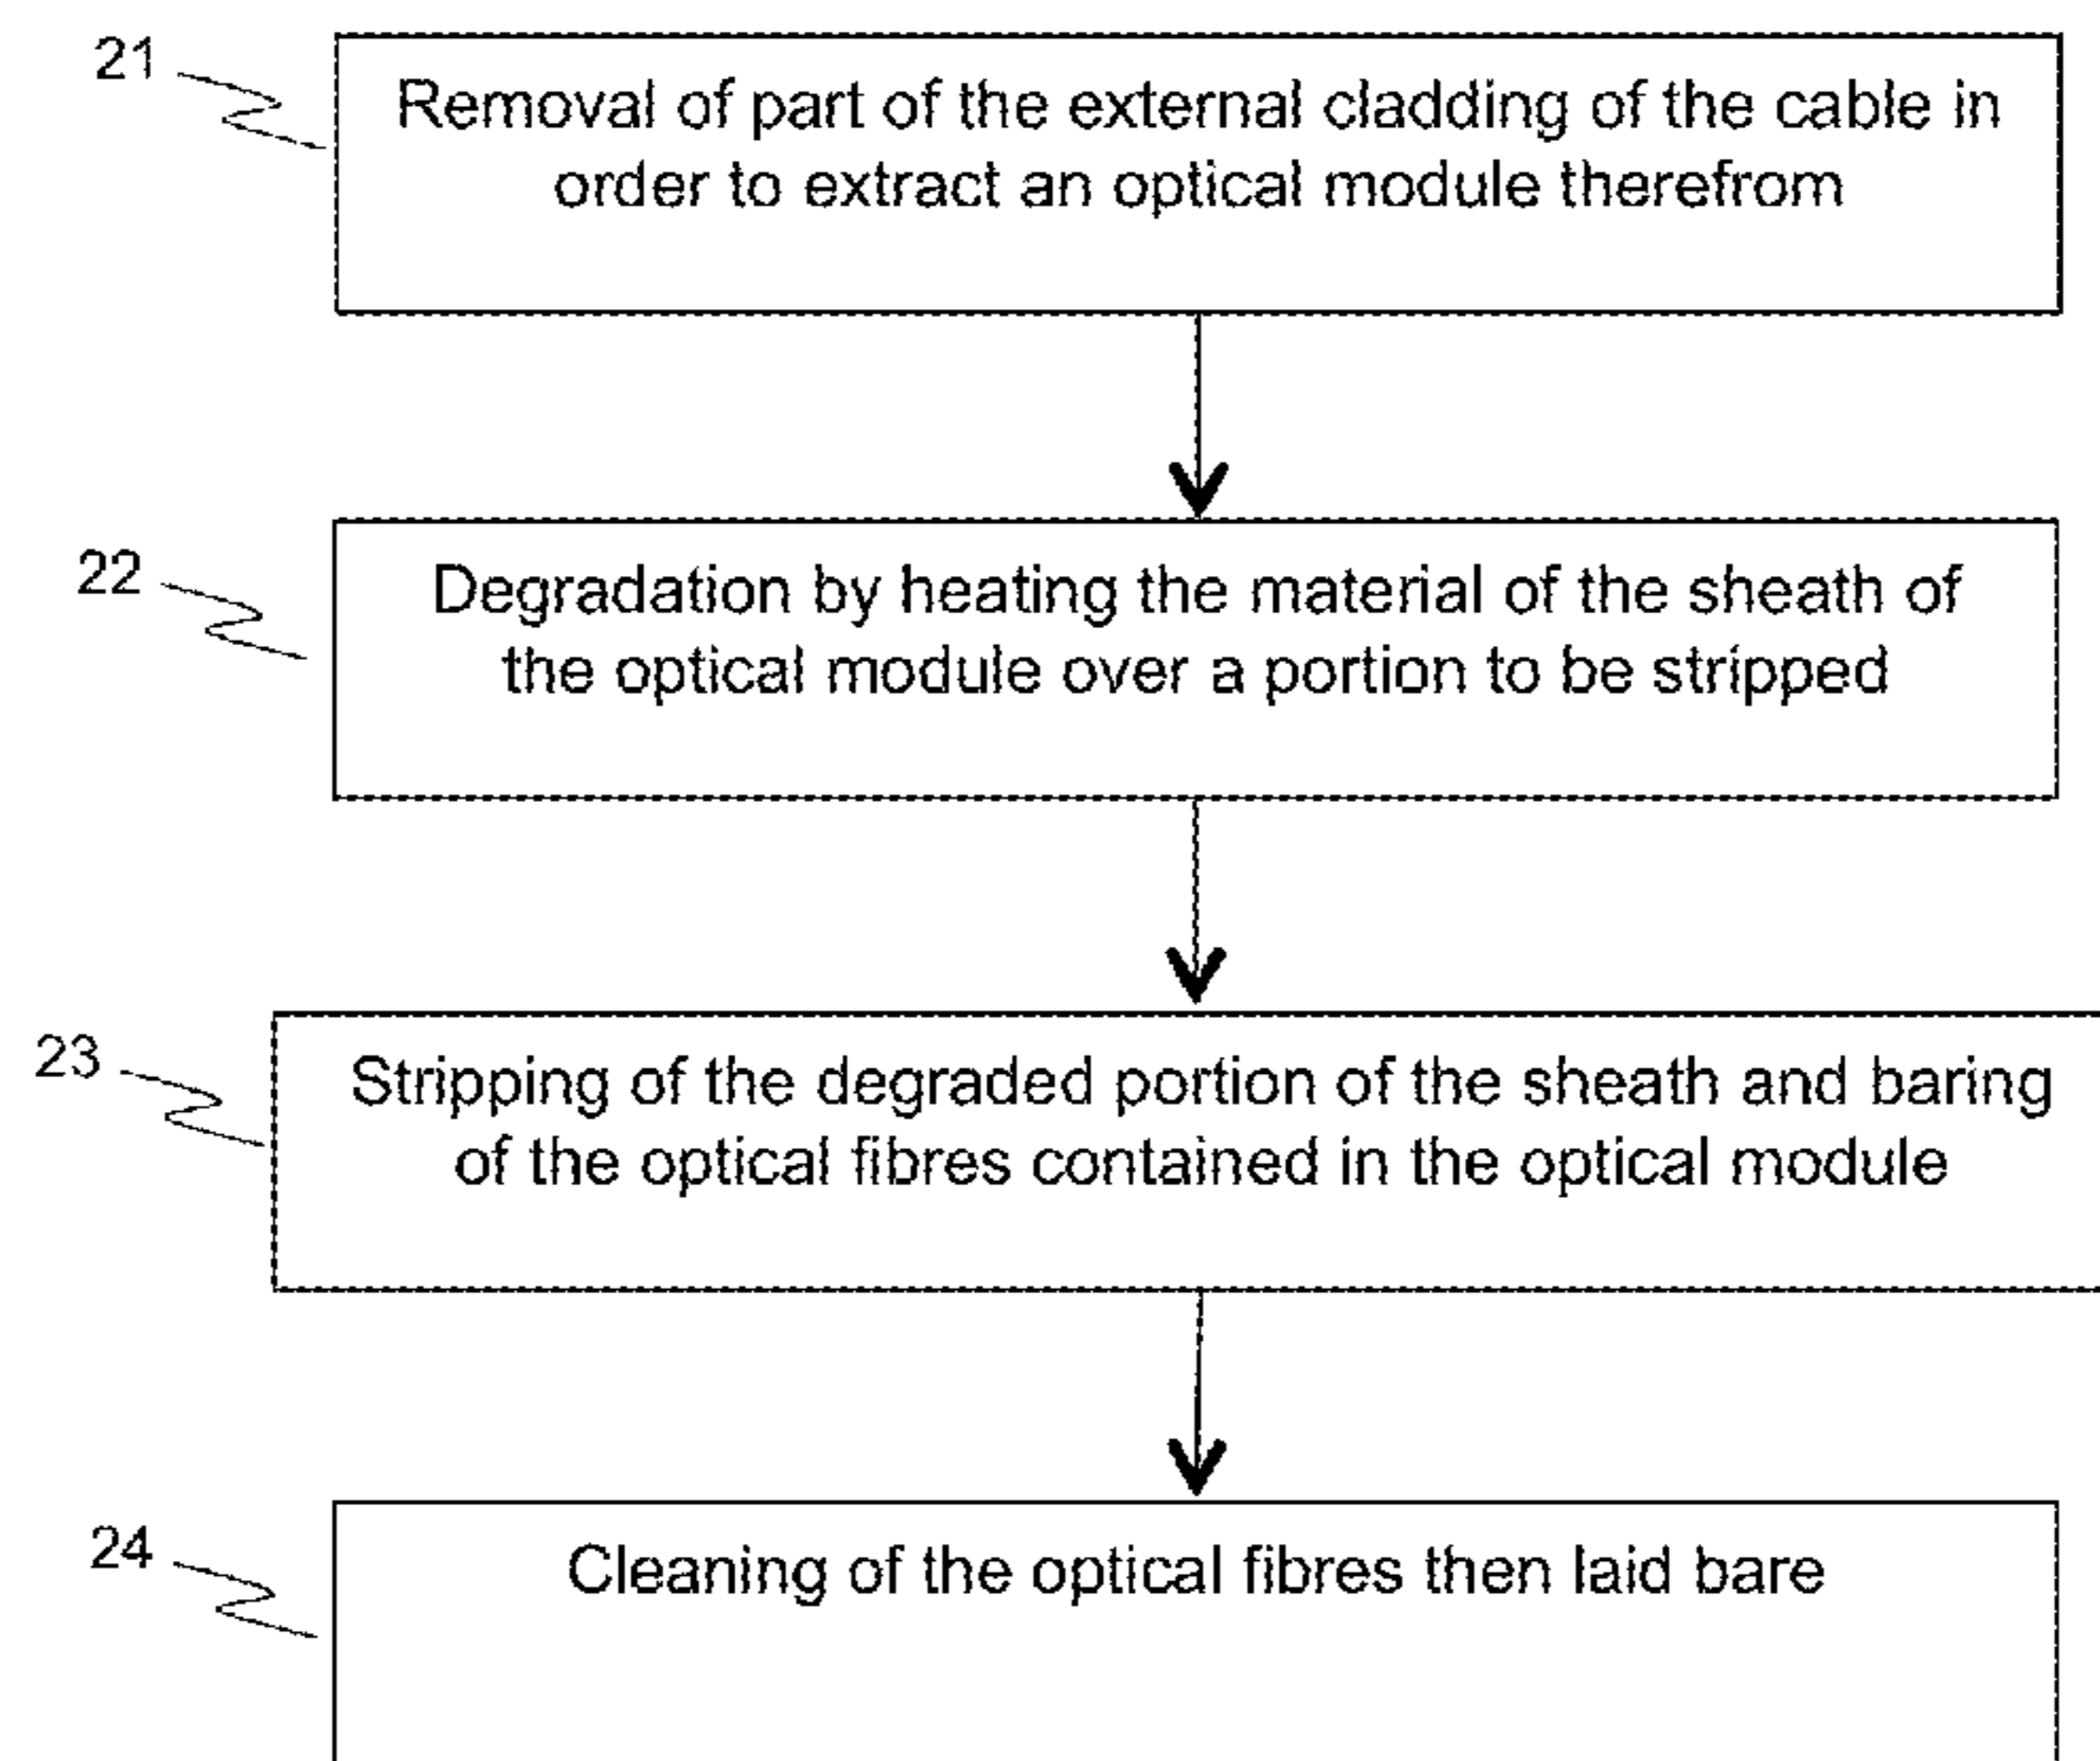 21
Removal of part of the external cladding of the cable in
order to extract an optical module therefrom
22
Degradation by heating the material of the sheath of
the optical module over a portion to be stripped
23
Stripping of the degraded portion of the sheath and baring
of the optical fibres contained in the optical module
24
Cleaning of the optical fibres then laid bare